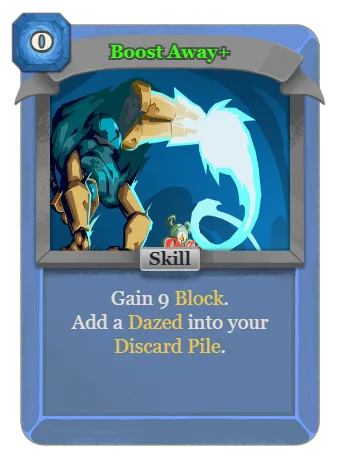 0
Boost Away+
Skill
Gain 9 Block.
Add a Dazed into your
Discard Pile.